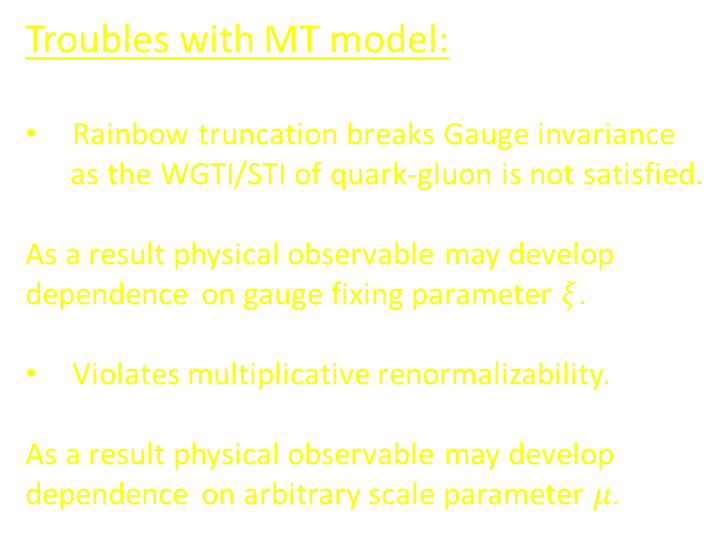 Troubles with MT model:
• Rainbow truncation breaks Gauge invariance
as the WGTI/STI of quark-gluon is not satisfied.
As a result physical observable may develop
dependence on gauge fixing parameter ξ.
• Violates multiplicative renormalizability.
As a result physical observable may develop
dependence on arbitrary scale parameter μ.